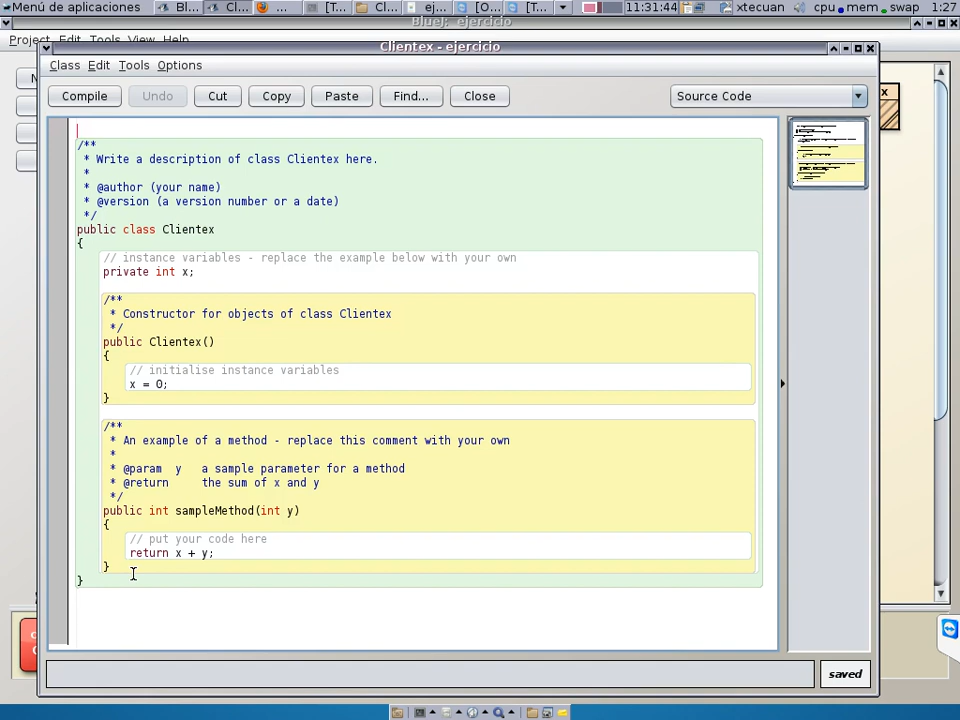 Menú de aplicaciones
Bl...
Cl...
[T...
Cl...
ej...
[O...
[T...
11:31:44
xtecuan
cpu mem swap
1:27
BlueJ: ejercicio
Project Edit Tools View Help
Clientex - ejercicio
Class Edit Tools Options
Compile Undo Cut Copy Paste Find... Close Source Code
/**
* Write a description of class Clientex here.
*
* @author (your name)
* @version (a version number or a date)
*/
public class Clientex
{
// instance variables - replace the example below with your own
private int x;
/**
* Constructor for objects of class Clientex
*/
public Clientex()
{
// initialise instance variables
x = 0;
}
/**
* An example of a method - replace this comment with your own
*
* @param y a sample parameter for a method
* @return the sum of x and y
*/
public int sampleMethod(int y)
{
// put your code here
return x + y;
}
}
saved